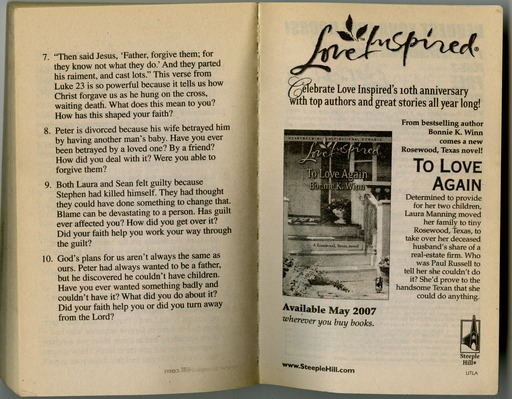 7. "Then said Jesus, 'Father, forgive them; for
they know not what they do.' And they parted
his raiment, and cast lots." This verse from
Luke 23 is so powerful because it tells us how
Christ forgave us as he hung on the cross,
waiting death. What does this mean to you?
How has this shaped your faith?
8. Peter is divorced because his wife betrayed him
by having another man's baby. Have you ever
been betrayed by a loved one? By a friend?
How did you deal with it? Were you able to
forgive them?
9. Both Laura and Sean felt guilty because
Stephen had killed himself. They had thought
they could have done something to change that.
Blame can be devastating to a person. Has guilt
ever affected you? How did you get over it?
Did your faith help you work your way through
the guilt?
10. God's plans for us aren't always the same as
ours. Peter had always wanted to be a father,
but he discovered he couldn't have children.
Have you ever wanted something badly and
couldn't have it? What did you do about it?
Did your faith help you or did you turn away
from the Lord?
Love Inspired®
Celebrate Love Inspired's 10th anniversary
with top authors and great stories all year long!
From bestselling author
Bonnie K. Winn
comes a new
Rosewood, Texas novel!
TO LOVE
AGAIN
Determined to provide
for her two children,
Laura Manning moved
her family to tiny
Rosewood, Texas, to
take over her deceased
husband's share of a
real-estate firm. Who
was Paul Russell to
tell her she couldn't do
it? She'd prove to the
handsome Texan that she
could do anything.
Love Inspired
To Love Again
Bonnie K. Winn
A Rosewood, Texas novel
Available May 2007
wherever you buy books.
www.SteepleHill.com
Steeple
Hill®
LITLA